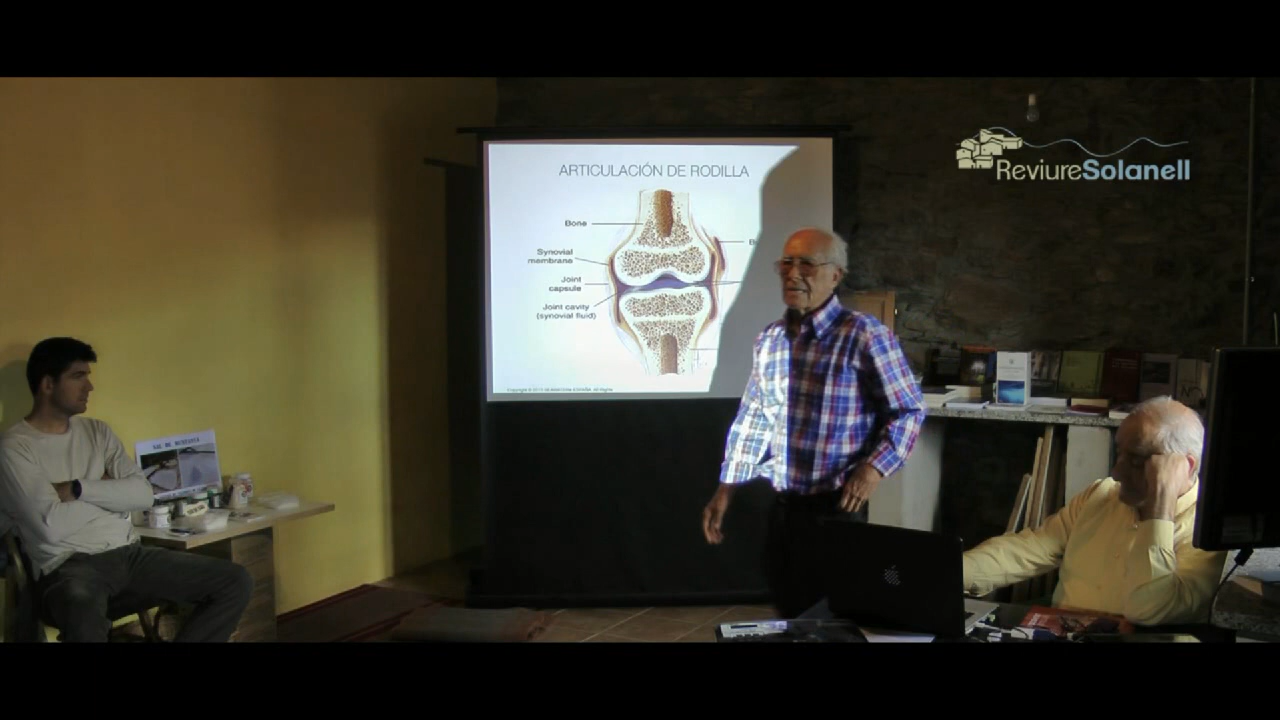 ReviureSolanell
ARTICULACIÓN DE RODILLA
Bone
Synovial
membrane
Joint
capsule
Joint cavity
(synovial fluid)
B